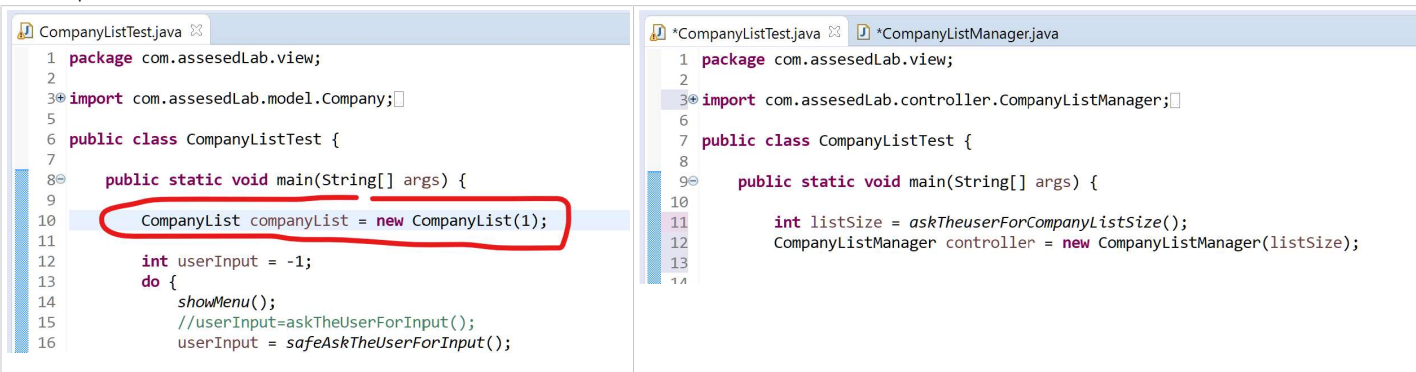 CompanyListTest.java
1 package com.assesedLab.view;
2
3 import com.assesedLab.model.Company;
5
6 public class CompanyListTest {
7
8 public static void main(String[] args) {
9
10 CompanyList companyList = new CompanyList(1);
11
12 int userInput = -1;
13 do {
14 showMenu();
15 //userInput=askTheUserForInput();
16 userInput = safeAskTheUserForInput();
*CompanyListTest.java *CompanyListManager.java
1 package com.assesedLab.view;
2
3 import com.assesedLab.controller.CompanyListManager;
6
7 public class CompanyListTest {
8
9 public static void main(String[] args) {
10
11 int listSize = askTheuserForCompanyListSize();
12 CompanyListManager controller = new CompanyListManager(listSize);
13
14